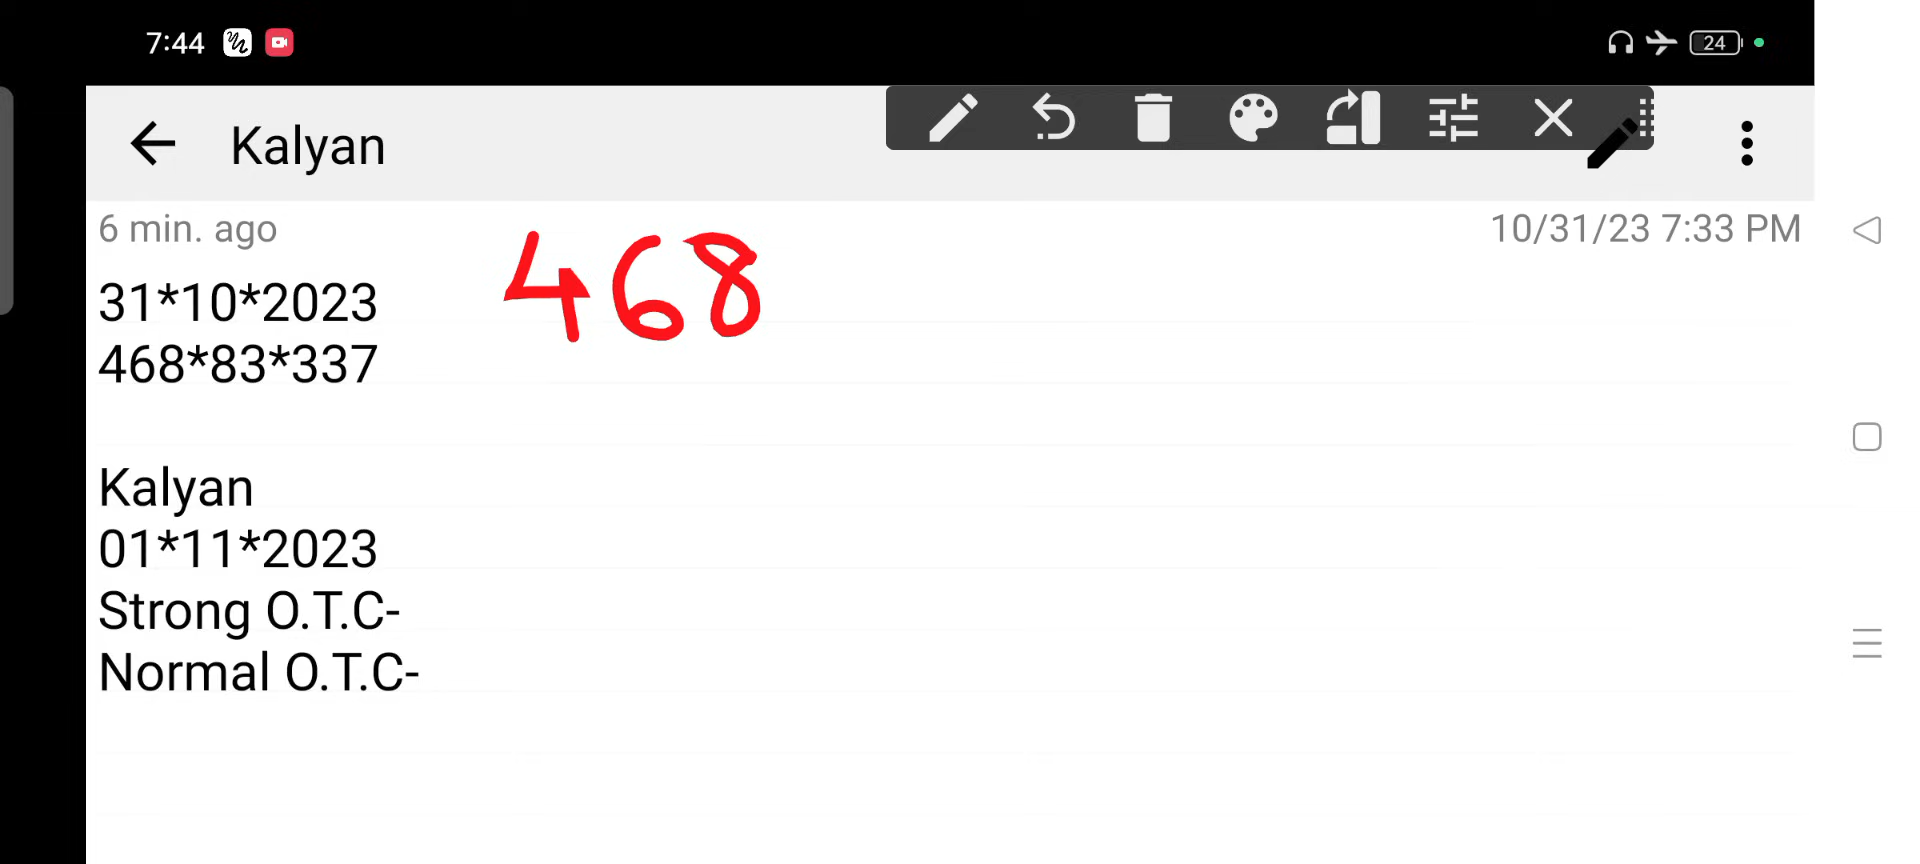 7:44
24
Kalyan
6 min. ago
10/31/23 7:33 PM
468
31*10*2023
468*83*337
Kalyan
01*11*2023
Strong O.T.C-
Normal O.T.C-